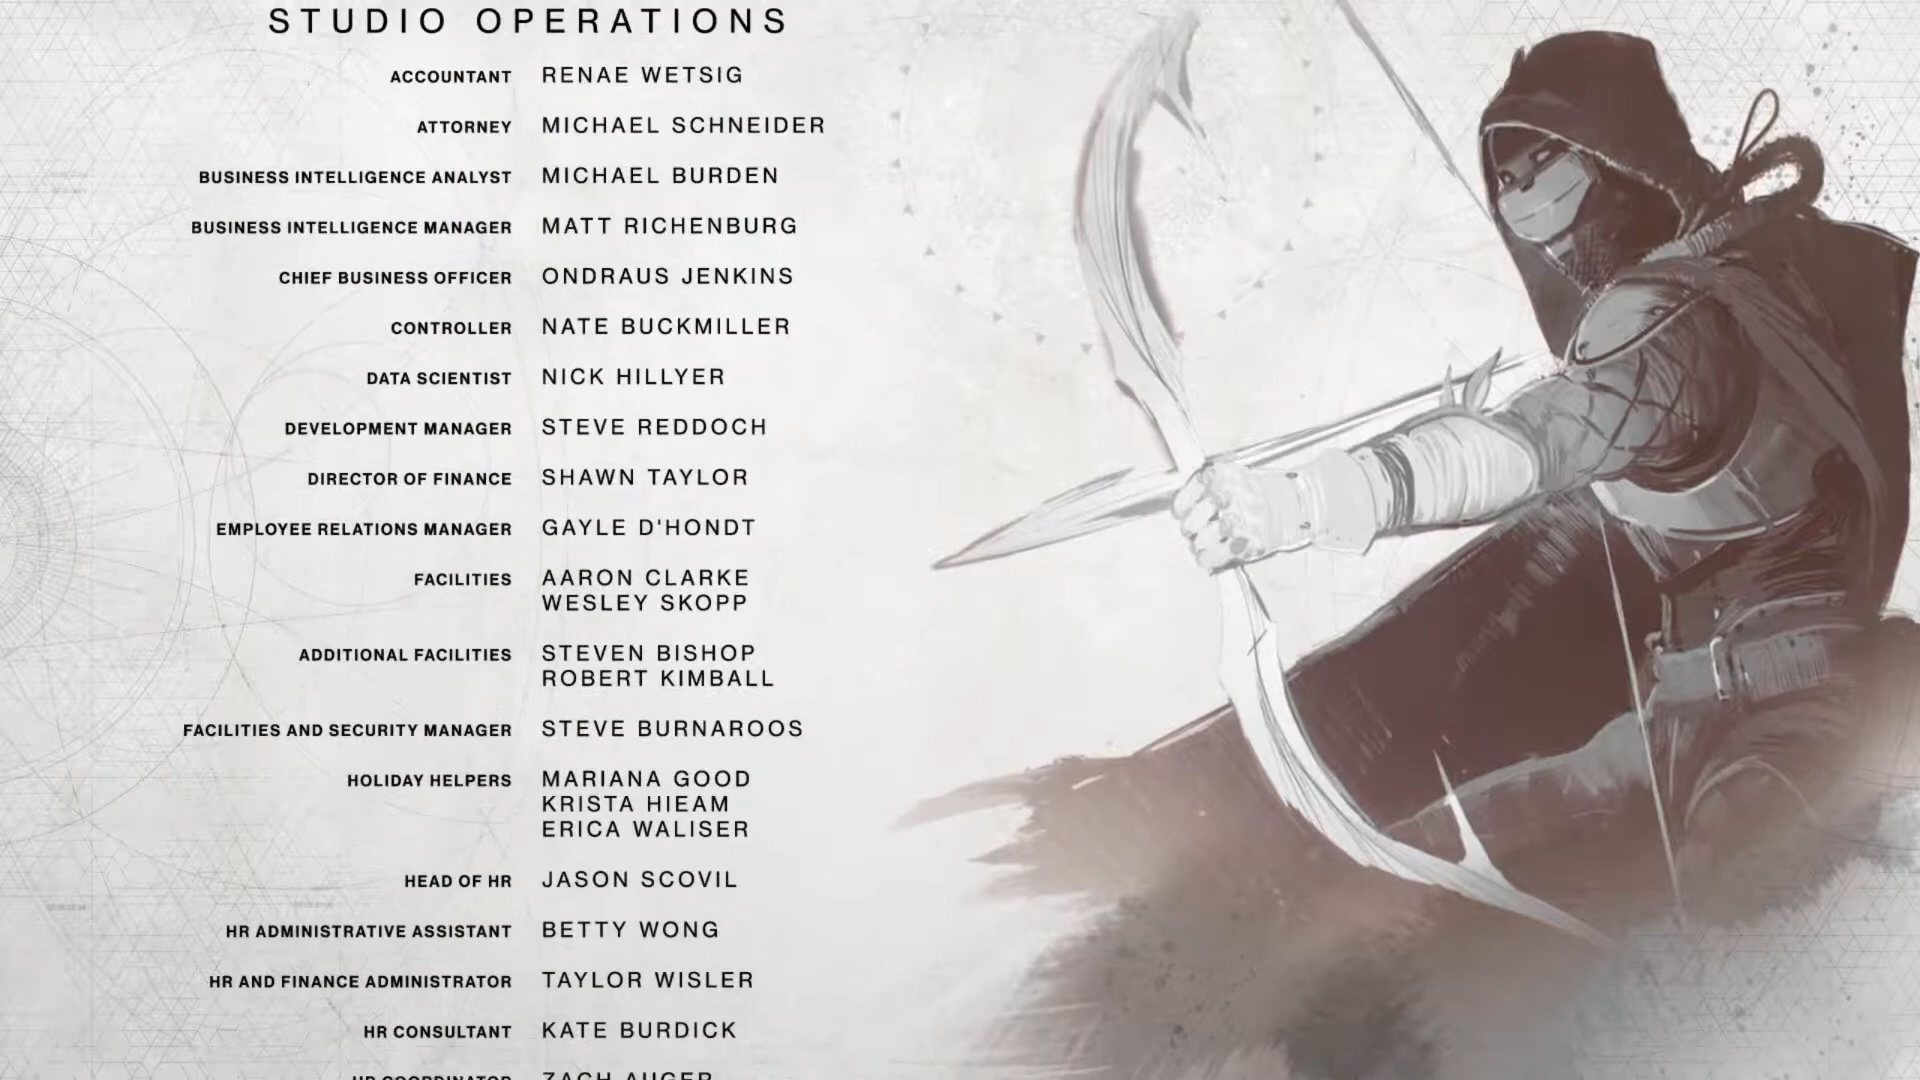 STUDIO OPERATIONS
ACCOUNTANT RENAE WETSIG
ATTORNEY MICHAEL SCHNEIDER
BUSINESS INTELLIGENCE ANALYST MICHAEL BURDEN
BUSINESS INTELLIGENCE MANAGER MATT RICHENBURG
CHIEF BUSINESS OFFICER ONDRAUS JENKINS
CONTROLLER NATE BUCKMILLER
DATA SCIENTIST NICK HILLYER
DEVELOPMENT MANAGER STEVE REDDOCH
DIRECTOR OF FINANCE SHAWN TAYLOR
EMPLOYEE RELATIONS MANAGER GAYLE D'HONDT
FACILITIES AARON CLARKE
WESLEY SKOPP
ADDITIONAL FACILITIES STEVEN BISHOP
ROBERT KIMBALL
FACILITIES AND SECURITY MANAGER STEVE BURNAROOS
HOLIDAY HELPERS MARIANA GOOD
KRISTA HIEAM
ERICA WALISER
HEAD OF HR JASON SCOVIL
HR ADMINISTRATIVE ASSISTANT BETTY WONG
HR AND FINANCE ADMINISTRATOR TAYLOR WISLER
HR CONSULTANT KATE BURDICK
HR COORDINATOR ZACH AUGER